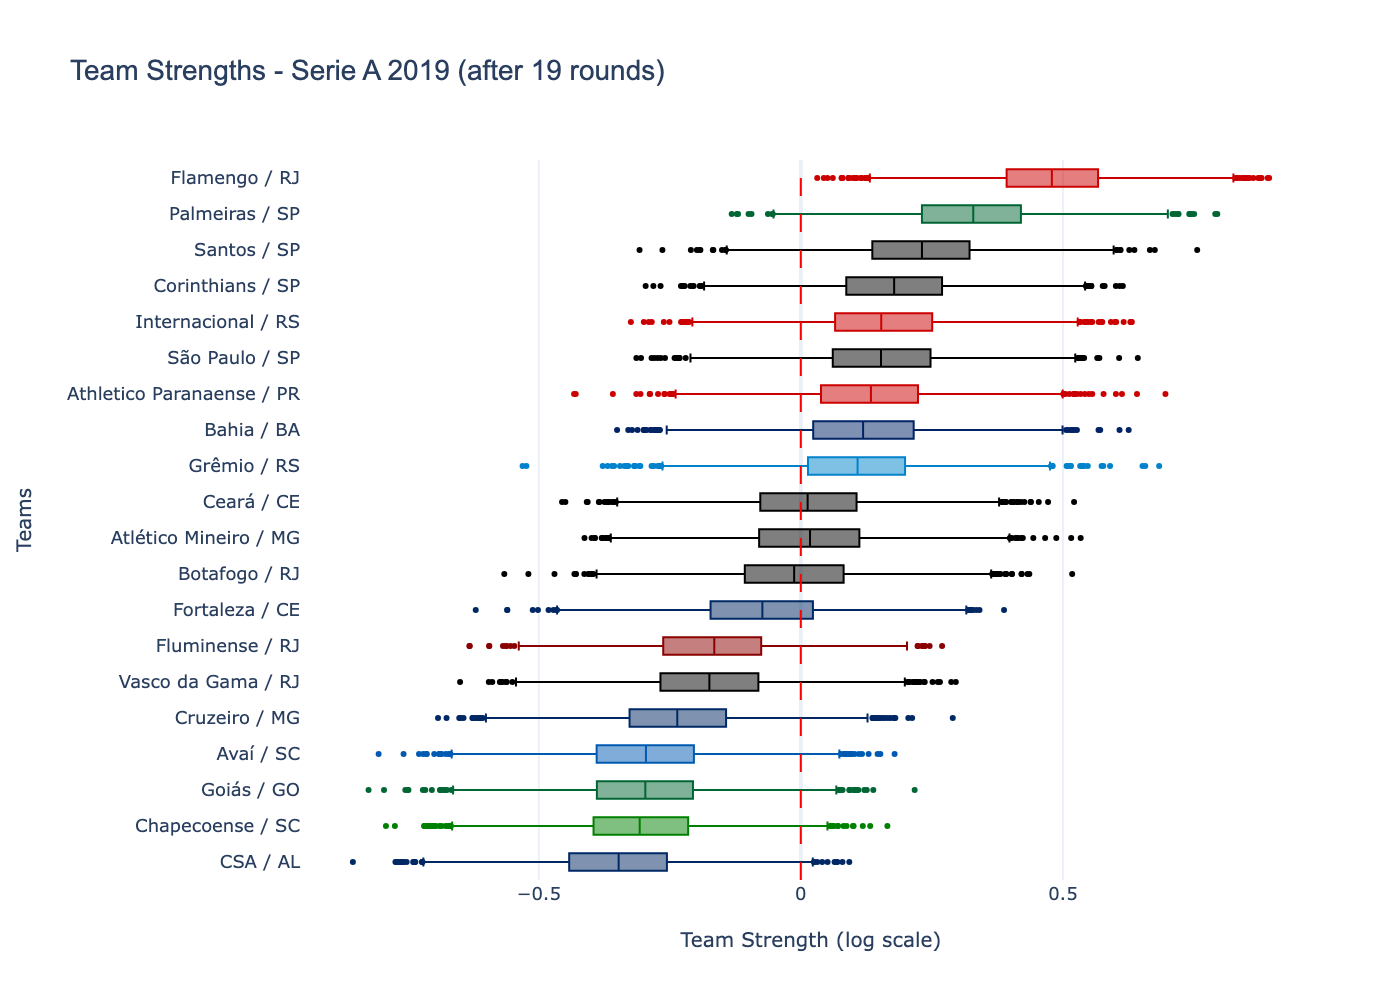 Team Strengths - Serie A 2019 (after 19 rounds)
Flamengo / RJ
Palmeiras / SP
Santos / SP
Corinthians / SP
Internacional / RS
São Paulo / SP
Athletico Paranaense / PR
Bahia / BA
Grêmio / RS
Ceará / CE
Atlético Mineiro / MG
Botafogo / RJ
Fortaleza / CE
Fluminense / RJ
Vasco da Gama / RJ
Cruzeiro / MG
Avaí / SC
Goiás / GO
Chapecoense / SC
CSA / AL
Teams
−0.5 0 0.5
Team Strength (log scale)